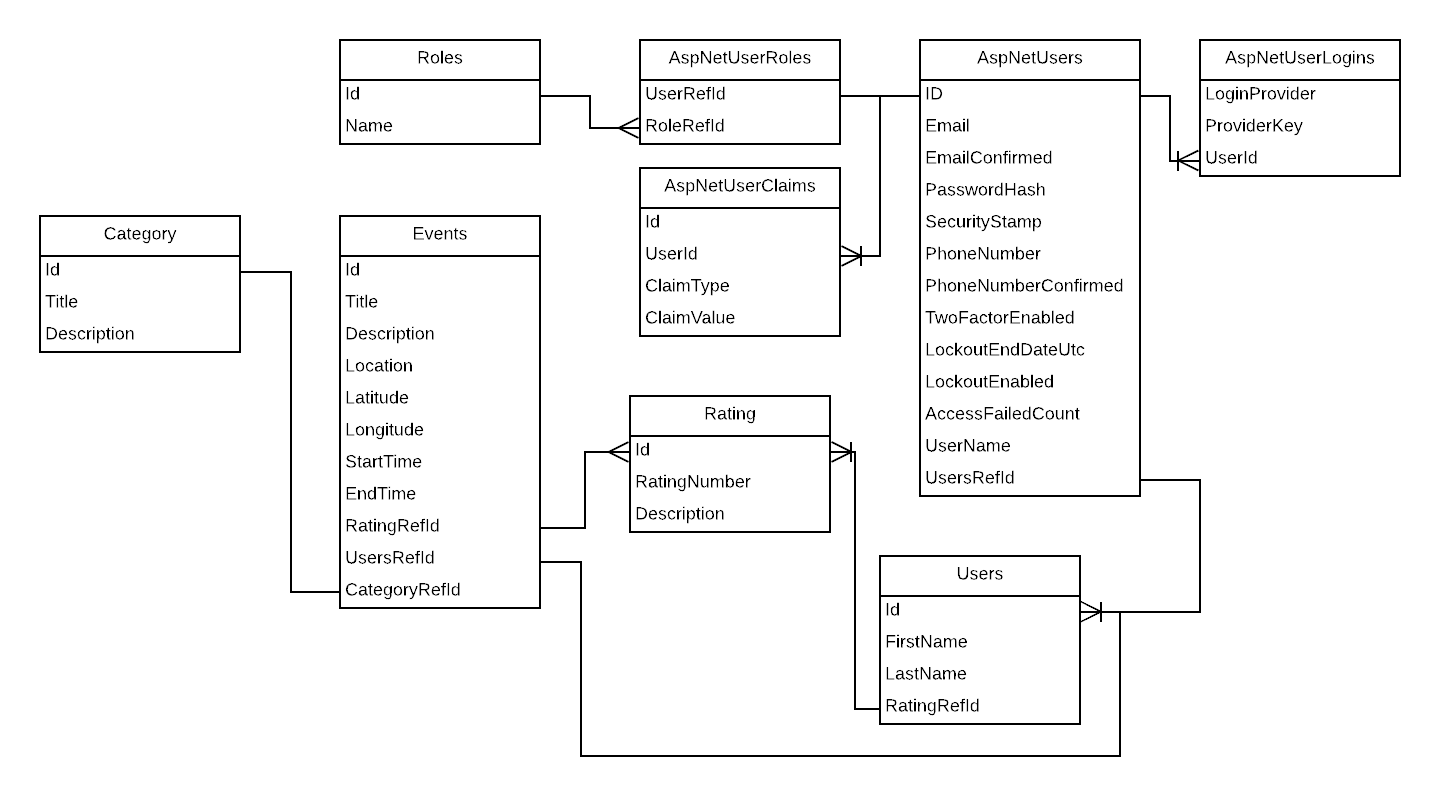 Roles
Id
Name
AspNetUserRoles
UserRefId
RoleRefId
AspNetUsers
ID
Email
EmailConfirmed
PasswordHash
SecurityStamp
PhoneNumber
PhoneNumberConfirmed
TwoFactorEnabled
LockoutEndDateUtc
LockoutEnabled
AccessFailedCount
UserName
UsersRefId
AspNetUserLogins
LoginProvider
ProviderKey
UserId
AspNetUserClaims
Id
UserId
ClaimType
ClaimValue
Category
Id
Title
Description
Events
Id
Title
Description
Location
Latitude
Longitude
StartTime
EndTime
RatingRefId
UsersRefId
CategoryRefId
Rating
Id
RatingNumber
Description
Users
Id
FirstName
LastName
RatingRefId